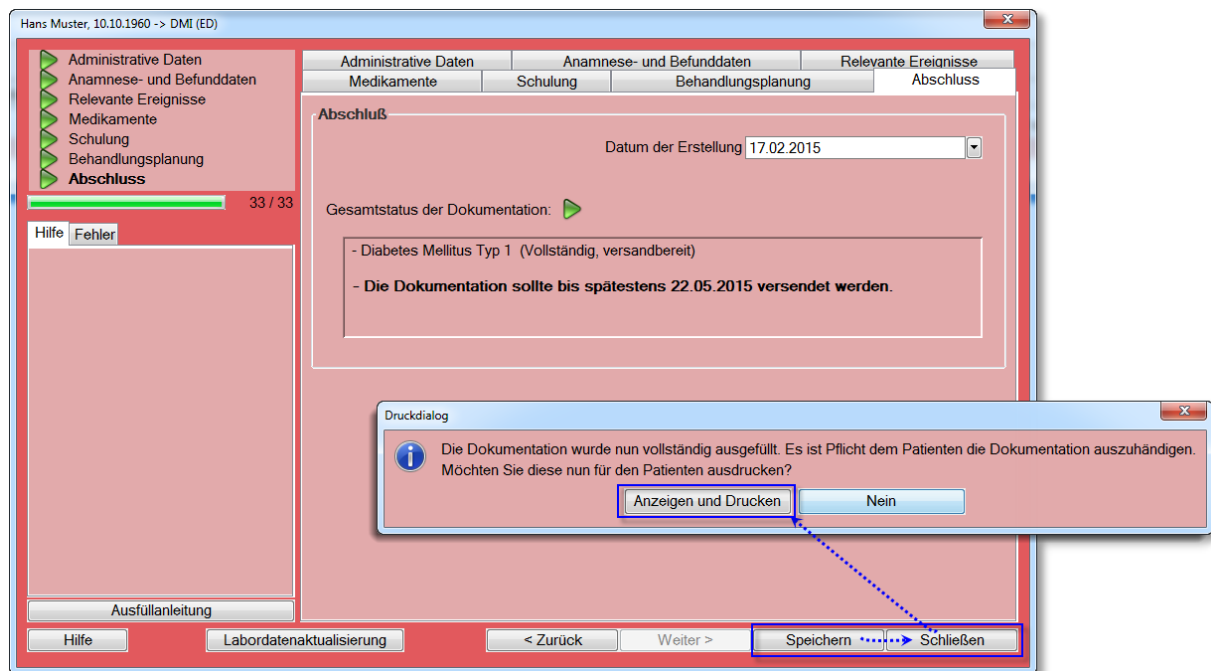 Hans Muster, 10.10.1960 -> DMI (ED)
Administrative Daten
Anamnese- und Befunddaten
Relevante Ereignisse
Medikamente
Schulung
Behandlungsplanung
Abschluss
33 / 33
Hilfe Fehler
Ausfüllanleitung
Administrative Daten Anamnese- und Befunddaten Relevante Ereignisse
Medikamente Schulung Behandlungsplanung Abschluss
Abschluß
Datum der Erstellung 17.02.2015
Gesamtstatus der Dokumentation:
- Diabetes Mellitus Typ 1 (Vollständig, versandbereit)
- Die Dokumentation sollte bis spätestens 22.05.2015 versendet werden.
Druckdialog
Die Dokumentation wurde nun vollständig ausgefüllt. Es ist Pflicht dem Patienten die Dokumentation auszuhändigen.
Möchten Sie diese nun für den Patienten ausdrucken?
Anzeigen und Drucken Nein
Hilfe Labordatenaktualisierung < Zurück Weiter > Speichern Schließen